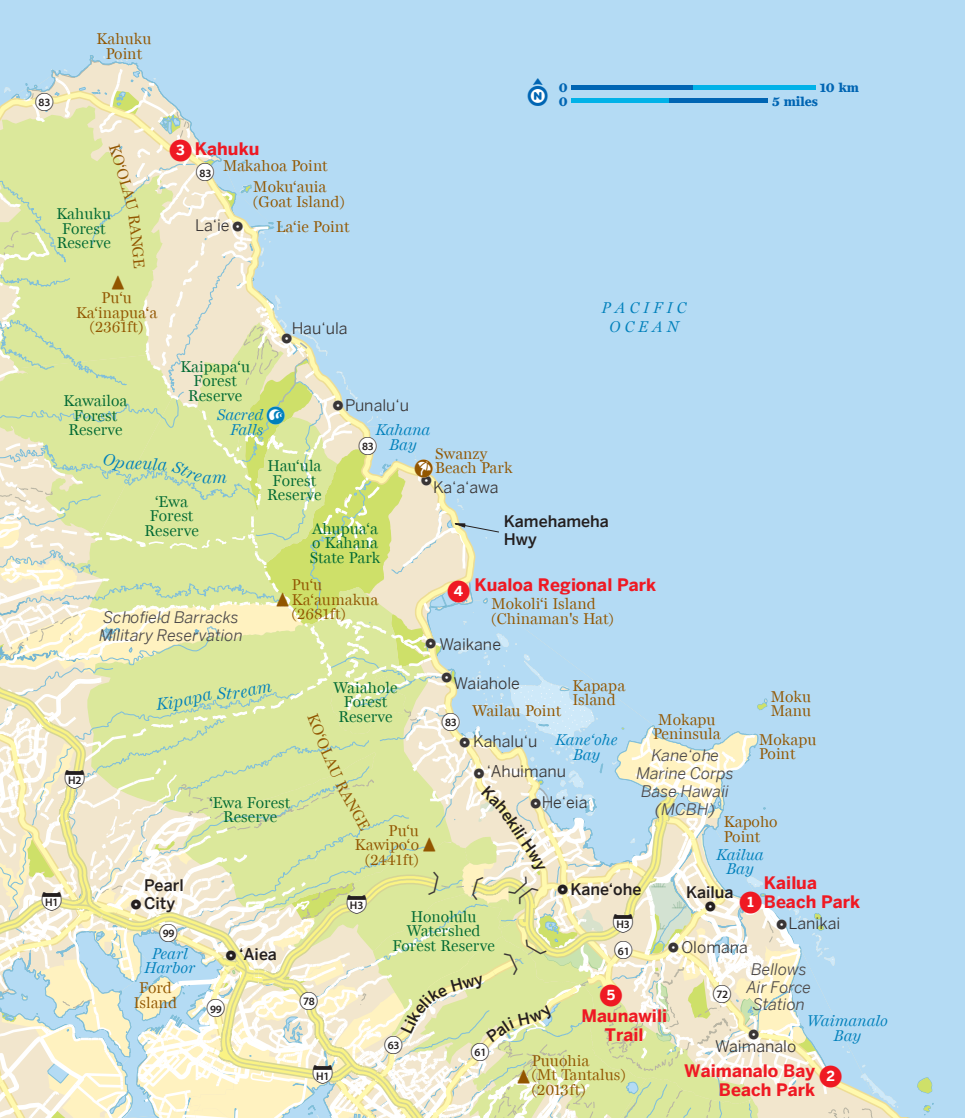 Kahuku
Point
0
10 km
N
0
5 miles
83
3 Kahuku
Makahoa Point
83
KO‘OLAU RANGE
Moku‘auia
(Goat Island)
Kahuku
Forest
Reserve
La‘ie
La‘ie Point
Pu‘u
Ka‘inapua‘a
(2361ft)
PACIFIC
OCEAN
Hau‘ula
Kaipapa‘u
Forest
Reserve
Kawailoa
Forest
Reserve
Sacred
Falls
Punalu‘u
83
Kahana
Bay
Swanzy
Beach Park
Opaeula Stream
Hau‘ula
Forest
Reserve
Ka‘a‘awa
‘Ewa
Forest
Reserve
Ahupua‘a
o Kahana
State Park
Kamehameha
Hwy
Pu‘u
Ka‘aumakua
(2681ft)
4 Kualoa Regional Park
Mokoli‘i Island
(Chinaman's Hat)
Schofield Barracks
Military Reservation
Waikane
Kipapa Stream
Waiahole
Forest
Reserve
Waiahole
Kapapa
Island
Moku
Manu
Wailau Point
83
KO‘OLAU RANGE
Mokapu
Peninsula
Mokapu
Point
Kahalu‘u
Kane‘ohe
Bay
Kane‘ohe
Marine Corps
Base Hawaii
(MCBH)
H2
‘Ahuimanu
‘Ewa Forest
Reserve
Kahekili Hwy
He‘eia
Pu‘u
Kawipo‘o
(2441ft)
Kapoho
Point
Kailua
Bay
Pearl
City
H1
H3
Kane‘ohe
Kailua
1
Kailua
Beach Park
Honolulu
Watershed
Forest Reserve
H3
Lanikai
99
61
Olomana
Pearl
Harbor
‘Aiea
Ford
Island
Likelike Hwy
Bellows
Air Force
Station
99
78
5
Maunawili
Trail
72
Pali Hwy
Waimanalo
Bay
63
61
Waimanalo
H1
Puuohia
(Mt Tantalus)
(2013ft)
Waimanalo Bay
Beach Park
2